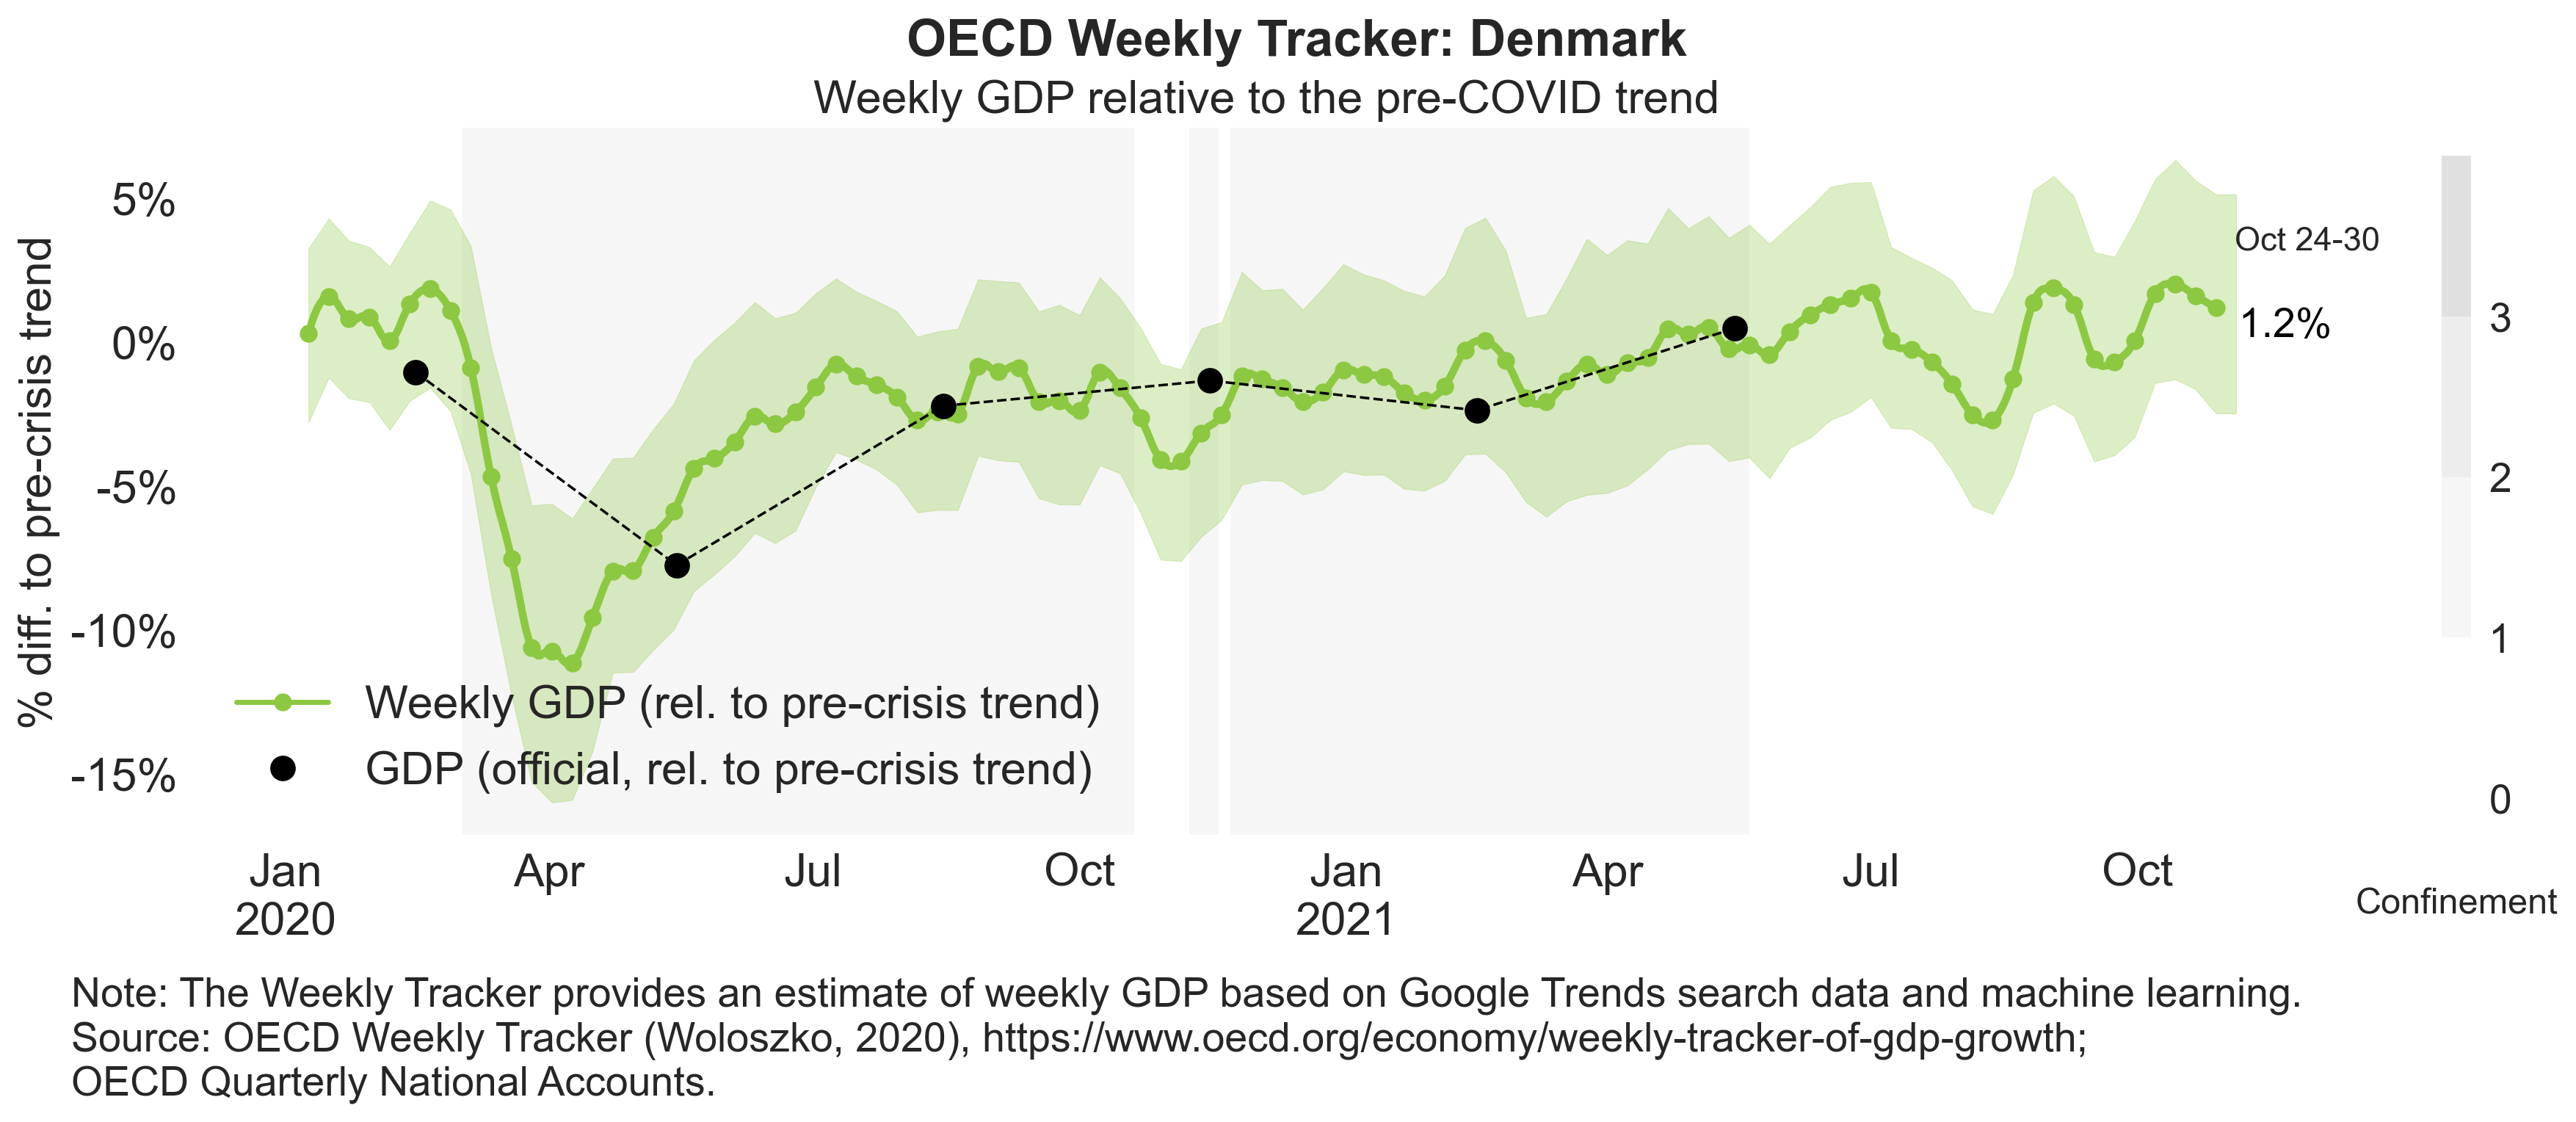 OECD Weekly Tracker: Denmark
Weekly GDP relative to the pre-COVID trend
% diff. to pre-crisis trend
5%
0%
-5%
-10%
-15%
Oct 24-30
1.2%
Weekly GDP (rel. to pre-crisis trend)
GDP (official, rel. to pre-crisis trend)
3
2
1
0
Confinement
Jan Apr Jul Oct Jan Apr Jul Oct
2020 2021
Note: The Weekly Tracker provides an estimate of weekly GDP based on Google Trends search data and machine learning.
Source: OECD Weekly Tracker (Woloszko, 2020), https://www.oecd.org/economy/weekly-tracker-of-gdp-growth;
OECD Quarterly National Accounts.